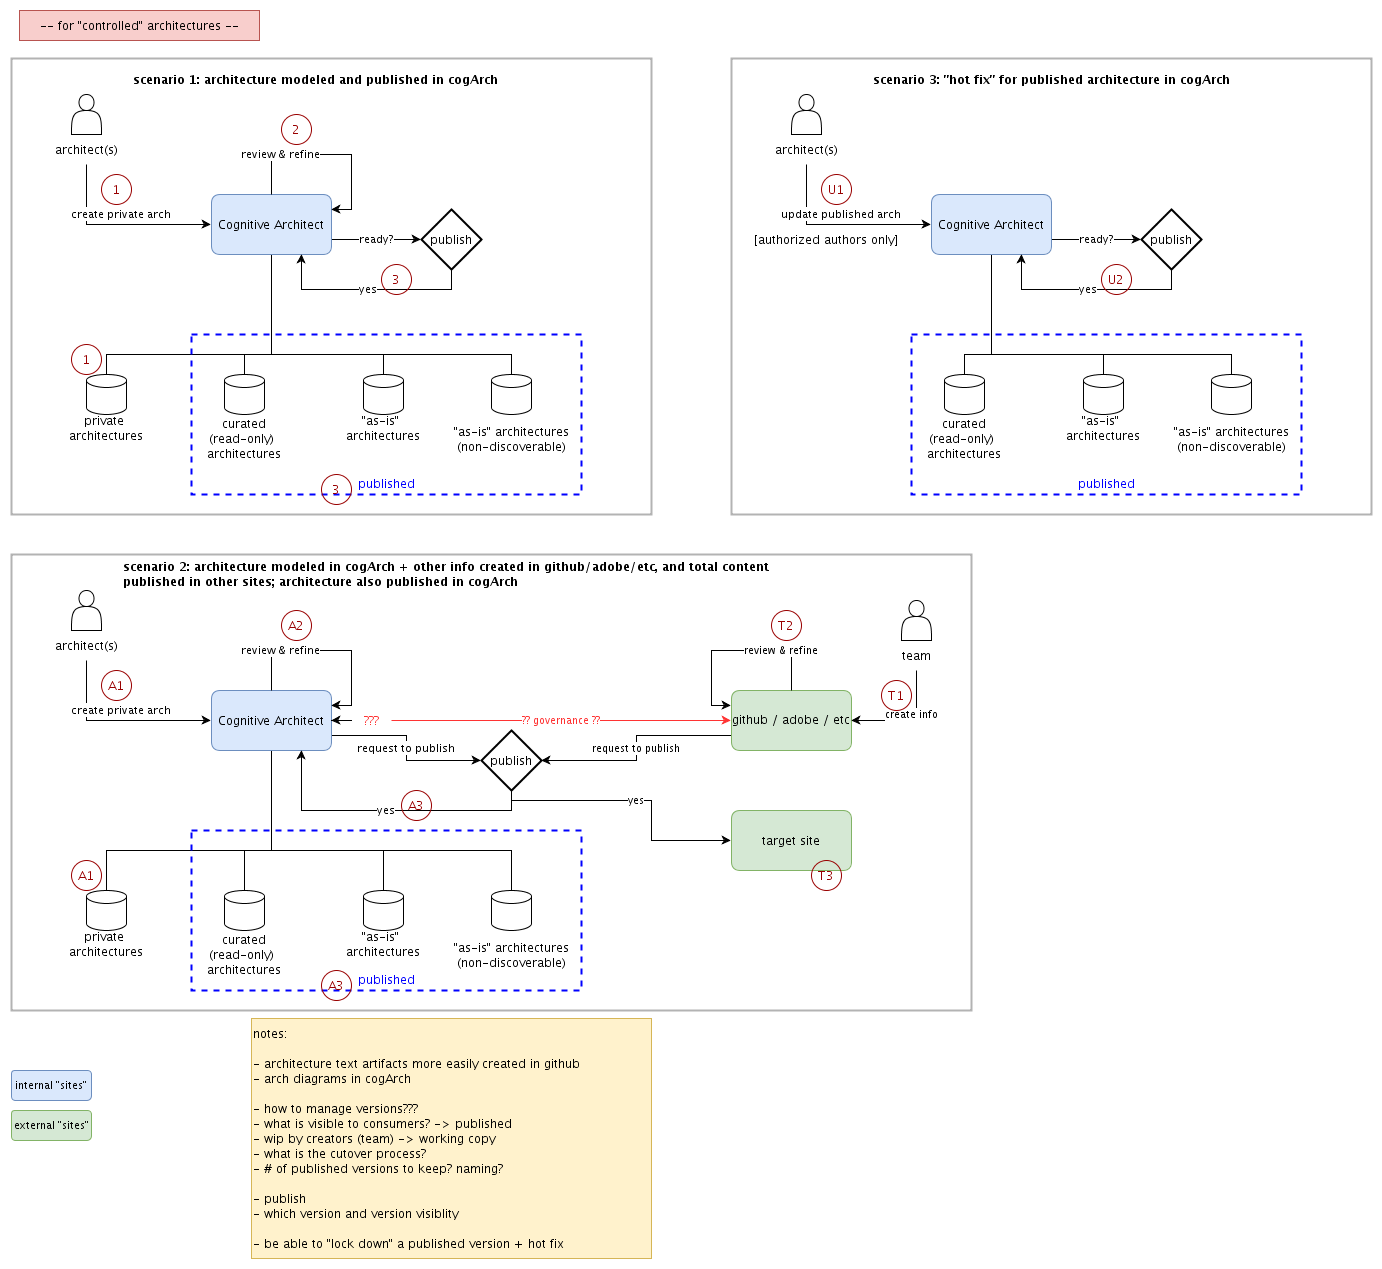 -- for "controlled" architectures --
scenario 1: architecture modeled and published in cogArch
architect(s)
2
review & refine
1
create private arch
Cognitive Architect
ready?
publish
3
yes
1
private
architectures
curated
(read-only)
architectures
"as-is"
architectures
"as-is" architectures
(non-discoverable)
3
published
scenario 3: "hot fix" for published architecture in cogArch
architect(s)
U1
update published arch
[authorized authors only]
Cognitive Architect
ready?
publish
U2
yes
curated
(read-only)
architectures
"as-is"
architectures
"as-is" architectures
(non-discoverable)
published
scenario 2: architecture modeled in cogArch + other info created in github/adobe/etc, and total content
published in other sites; architecture also published in cogArch
architect(s)
A2
review & refine
A1
create private arch
Cognitive Architect
???
?? governance ??
T2
review & refine
team
T1
create info
github / adobe / etc
request to publish
publish
request to publish
A3
yes
yes
target site
T3
A1
private
architectures
curated
(read-only)
architectures
"as-is"
architectures
"as-is" architectures
(non-discoverable)
A3
published
internal "sites"
external "sites"
notes:
- architecture text artifacts more easily created in github
- arch diagrams in cogArch
- how to manage versions???
- what is visible to consumers? -> published
- wip by creators (team) -> working copy
- what is the cutover process?
- # of published versions to keep? naming?
- publish
- which version and version visiblity
- be able to "lock down" a published version + hot fix